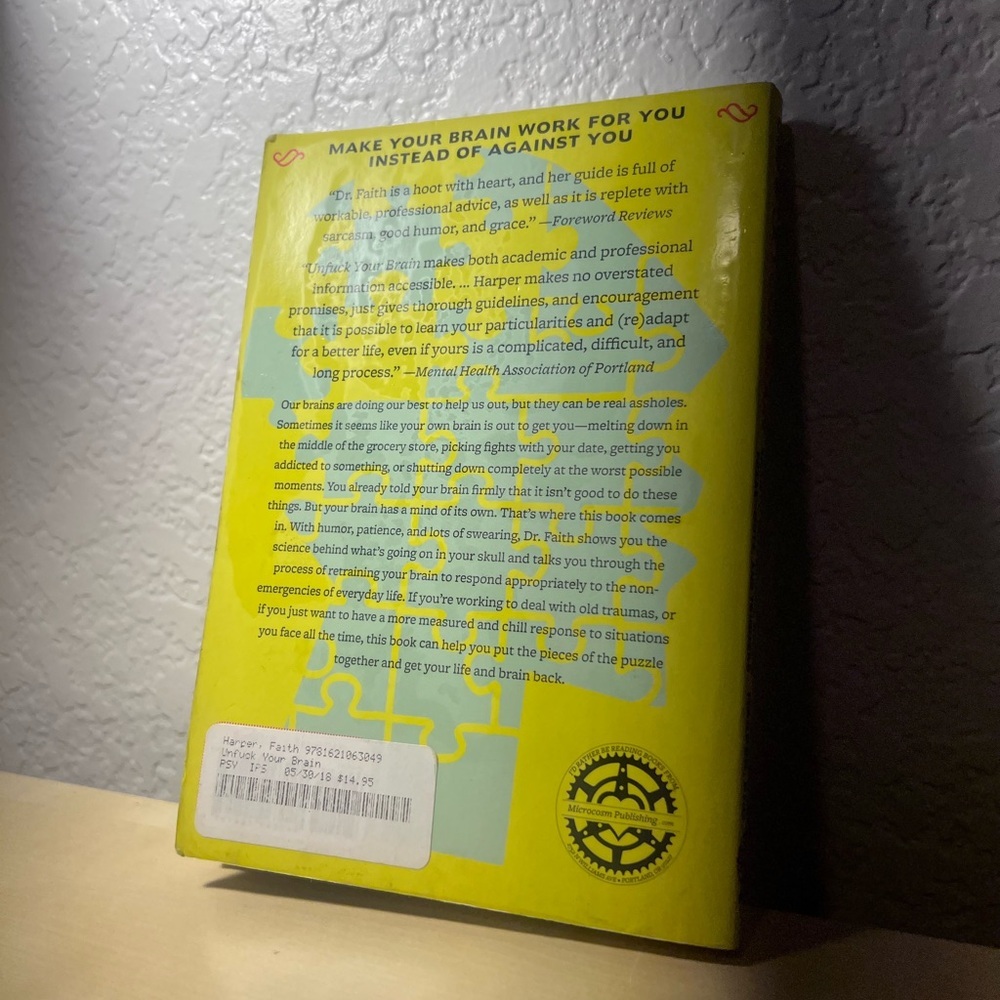 MAKE YOUR BRAIN WORK FOR YOU
INSTEAD OF AGAINST YOU
“Dr. Faith is a hoot with heart, and her guide is full of
workable, professional advice, as well as it is replete with
sarcasm, good humor, and grace.” —Foreword Reviews
“Unfuck Your Brain makes both academic and professional
information accessible. ... Harper makes no overstated
promises, just gives thorough guidelines, and encouragement
that it is possible to learn your particularities and (re)adapt
for a better life, even if yours is a complicated, difficult, and
long process.” —Mental Health Association of Portland
Our brains are doing our best to help us out, but they can be real assholes.
Sometimes it seems like your own brain is out to get you—melting down in
the middle of the grocery store, picking fights with your date, getting you
addicted to something, or shutting down completely at the worst possible
moments. You already told your brain firmly that it isn’t good to do these
things. But your brain has a mind of its own. That’s where this book comes
in. With humor, patience, and lots of swearing, Dr. Faith shows you the
science behind what’s going on in your skull and talks you through the
process of retraining your brain to respond appropriately to the non-
emergencies of everyday life. If you’re working to deal with old traumas, or
if you just want to have a more measured and chill response to situations
you face all the time, this book can help you put the pieces of the puzzle
together and get your life and brain back.
Harper, Faith 9781621063049
Unfuck Your Brain
PSY IPS 05/30/18 $14.95
I'D RATHER BE READING BOOKS FROM
Microcosm Publishing .com
N WILLIAMS AVE • PORTLAND, OR